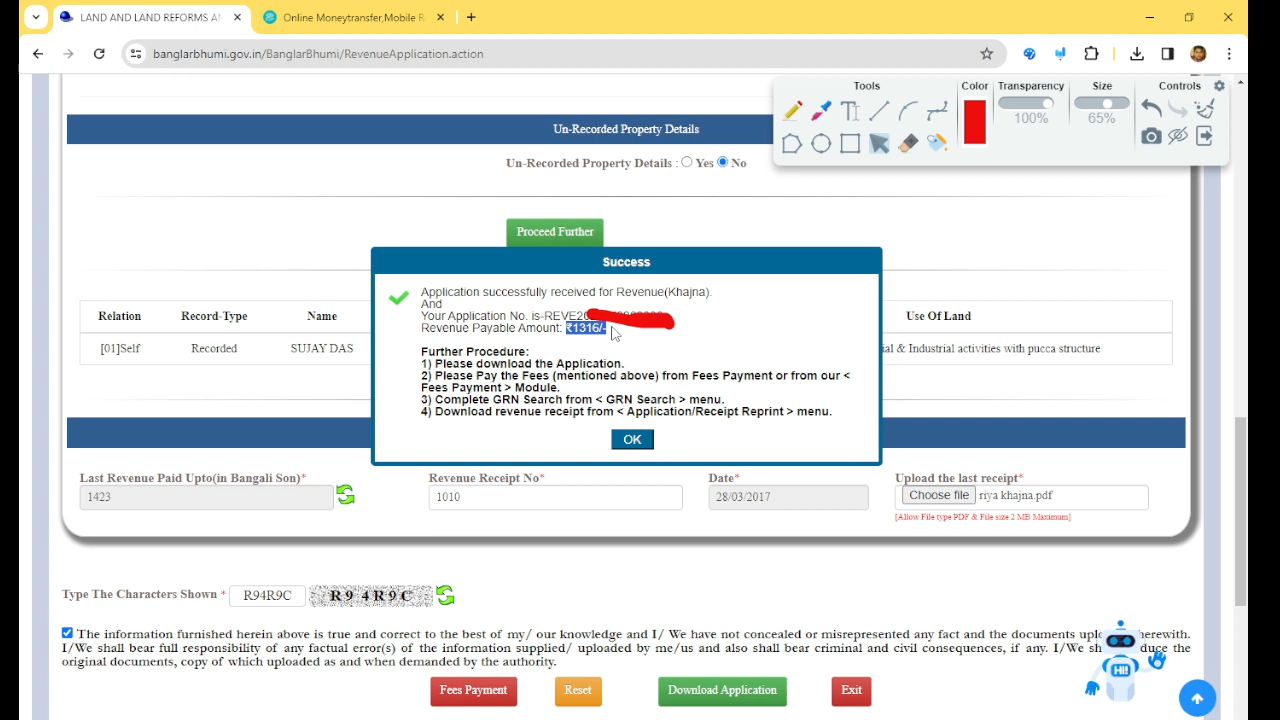 LAND AND LAND REFORMS A
Online Moneytransfer,Mobile R
banglarbhumi.gov.in/BanglarBhumi/RevenueApplication.action
Tools
Color
Transparency
Size
Controls
100%
65%
Un-Recorded Property Details
Un-Recorded Property Details : Yes No
Proceed Further
Success
Application successfully received for Revenue(Khajna).
And
Your Application No. is-
Revenue Payable Amount: ₹1316/-
Further Procedure:
1) Please download the Application.
2) Please Pay the Fees (mentioned above) from Fees Payment or from our <
Fees Payment > Module.
3) Complete GRN Search from < GRN Search > menu.
4) Download revenue receipt from < Application/Receipt Reprint > menu.
OK
Relation Record-Type Name Use Of Land
[01]Self Recorded SUJAY DAS & Industrial activities with pucca structure
Last Revenue Paid Upto(in Bangali Son)* Revenue Receipt No* Date* Upload the last receipt*
1423 1010 28/03/2017 Choose file riya khajna.pdf
[Allow File type PDF & File size 2 MB Maximum]
Type The Characters Shown * R94R9C R94R9C
The information furnished herein above is true and correct to the best of my/ our knowledge and I/ We have not concealed or misrepresented any fact and the documents herewith.
I/We shall bear full responsibility of any factual error(s) of the information supplied/ uploaded by me/us and also shall bear criminal and civil consequences, if any. I/We
original documents, copy of which uploaded as and when demanded by the authority.
HI!
Fees Payment Reset Download Application Exit